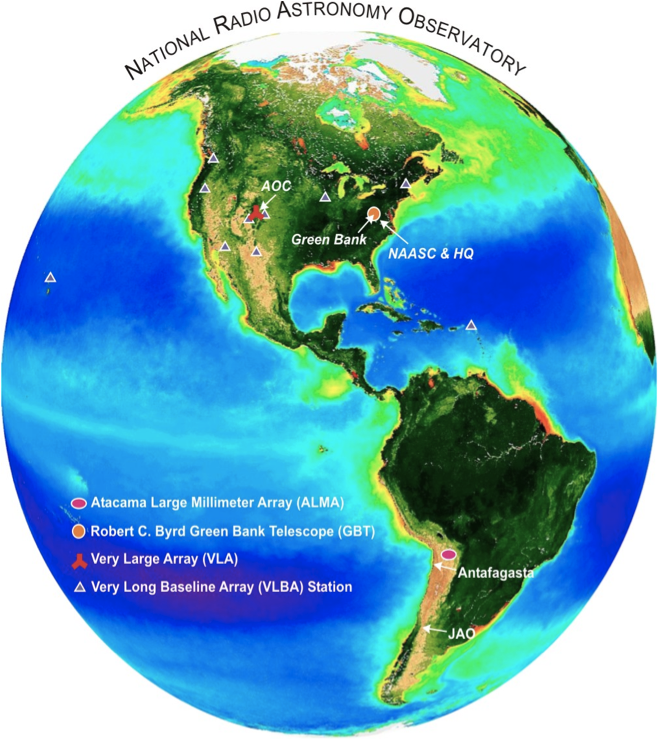 NATIONAL RADIO ASTRONOMY OBSERVATORY
AOC
Green Bank
NAASC & HQ
Atacama Large Millimeter Array (ALMA)
Robert C. Byrd Green Bank Telescope (GBT)
Very Large Array (VLA)
Very Long Baseline Array (VLBA) Station
Antafagasta
JAO